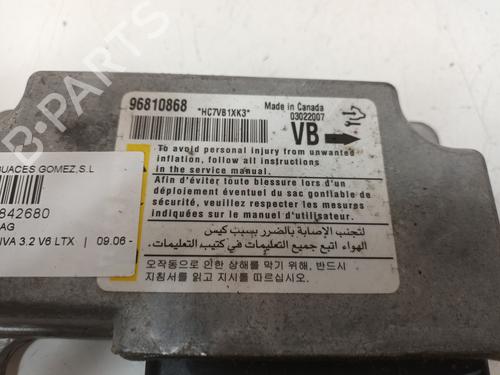 96810868
*HC7VB1XK3*
Made in Canada
03022007
VB
To avoid personal injury from unwanted
inflation, follow all instructions
in the service manual.
Afin d'éviter toute blessure lors d'un
déploiement éventuel du sac gonflable de
sécurité, veuillez respecter les mesures
indiquées sur le manuel d'utilisation.
لتجنب الإصابة بالضرر بسبب كيس
الهواء اتبع جميع التعليمات في كتيب التعليمات.
오작동으로 인한 상해를 막기 위해, 반드시
지침서를 읽고 지시를 따르십시오.
UACES GOMEZ,S.L
842680
AG
IVA 3.2 V6 LTX | 09.06 -
B-PARTS